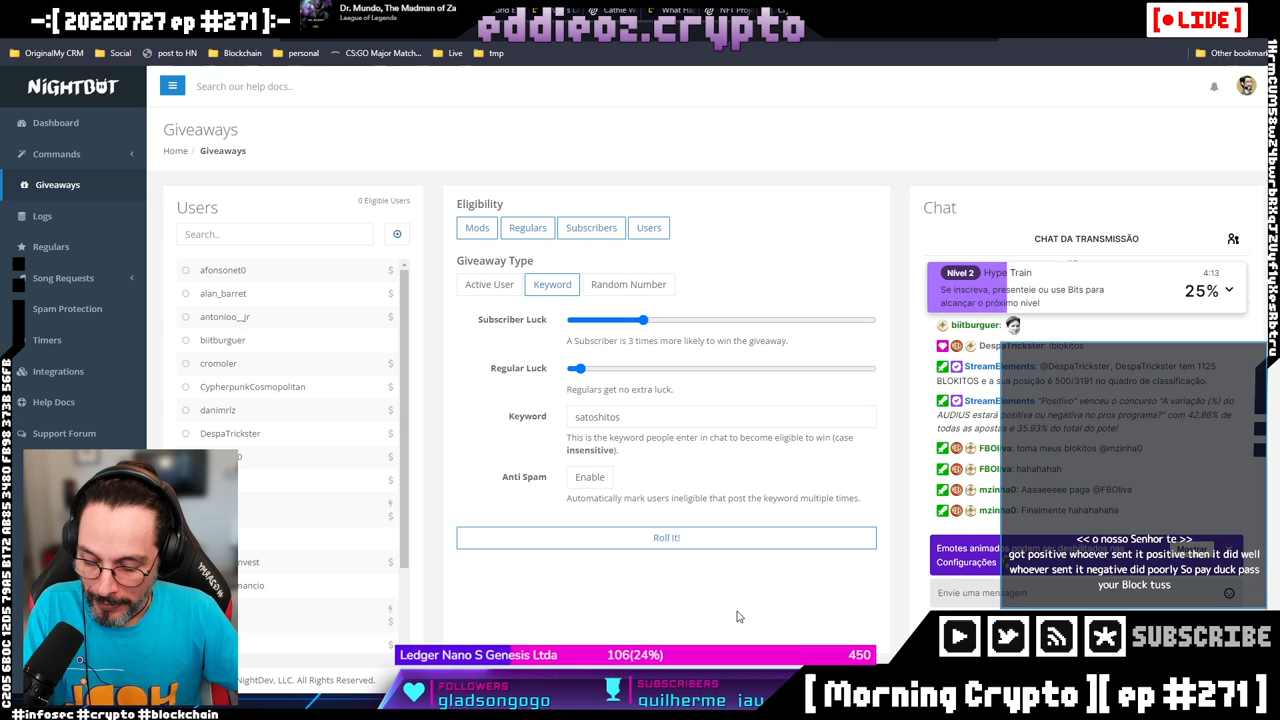 -:[ 20220727 ep #271]:-
Dr. Mundo, The Madman of Za
League of Legends
eddieoz.crypto
[ LIVE ]
OriginalMy CRM
Social
post to HN
Blockchain
personal
CS:GO Major Match...
Live
tmp
Other bookmar
NiGHTBOT
Search our help docs..
Dashboard
Commands
Giveaways
Logs
Regulars
Song Requests
Spam Protection
Timers
Integrations
Help Docs
Support Forum
Giveaways
Home / Giveaways
Users
0 Eligible Users
Search..
afonsonet0 $
alan_barret $
antonioo__jr $
biitburguer
cromoler $
CypherpunkCosmopolitan $
danimrlz $
DespaTrickster $
NightDev, LLC. All Rights Reserved.
Eligibility
Mods
Regulars
Subscribers
Users
Giveaway Type
Active User
Keyword
Random Number
Subscriber Luck
A Subscriber is 3 times more likely to win the giveaway.
Regular Luck
Regulars get no extra luck.
Keyword
satoshitos
This is the keyword people enter in chat to become eligible to win (case
insensitive).
Anti Spam
Enable
Automatically mark users ineligible that post the keyword multiple times.
Roll It!
Chat
CHAT DA TRANSMISSÃO
Nível 2 Hype Train 4:13
Se inscreva, presenteie ou use Bits para
alcançar o próximo nível
25%
biitburguer:
DespaTrickster: !blokitos
StreamElements: @DespaTrickster, DespaTrickster tem 1125
BLOKITOS e a sua posição é 500/3191 no quadro de classificação.
StreamElements "Positivo" venceu o concurso "A variação (%) do
AUDIUS estará positiva ou negativa no prox programa?" com 42.86% de
todas as apostas e 35.93% do total do pote!
FBOliva: toma meus blokitos @mzinha0
FBOliva: hahahahah
mzinha0: Aaaaeeeee paga @FBOliva
mzinha0: Finalmente hahahahaha
Emotes animados podem ser desabilitados nas
Configurações
Envie uma mensagem
<< o nosso Senhor te >>
got positive whoever sent it positive then it did well
whoever sent it negative did poorly So pay duck pass
your Block tuss
SUBSCRIBE
[ Morning Crypto ][ ep #271 ]
Ledger Nano S Genesis Ltda 106(24%) 450
FOLLOWERS
gladsongogo
SUBSCRIBERS
guilherme_jau
#infosec #crypto #blockchain